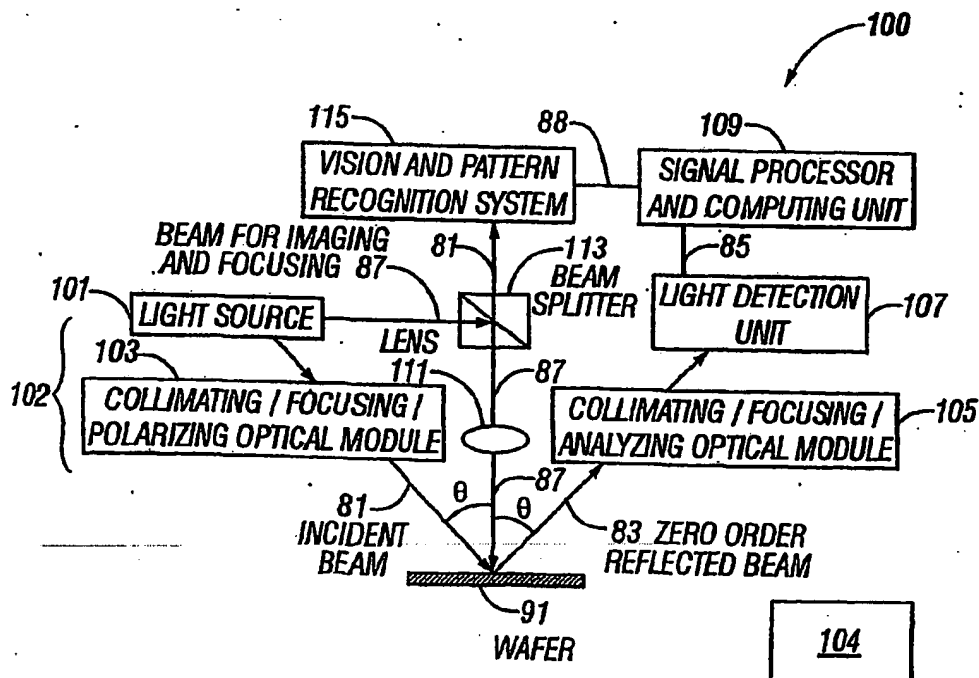 100
115
88
109
VISION AND PATTERN
RECOGNITION SYSTEM
SIGNAL PROCESSOR
AND COMPUTING UNIT
BEAM FOR IMAGING
AND FOCUSING 87
81
113
BEAM
SPLITTER
85
101
LIGHT SOURCE
LENS
LIGHT DETECTION
UNIT
107
102
103
111
87
COLLIMATING / FOCUSING /
POLARIZING OPTICAL MODULE
COLLIMATING / FOCUSING /
ANALYZING OPTICAL MODULE
105
87
θ
θ
81
INCIDENT
BEAM
83 ZERO ORDER
REFLECTED BEAM
91
WAFER
104